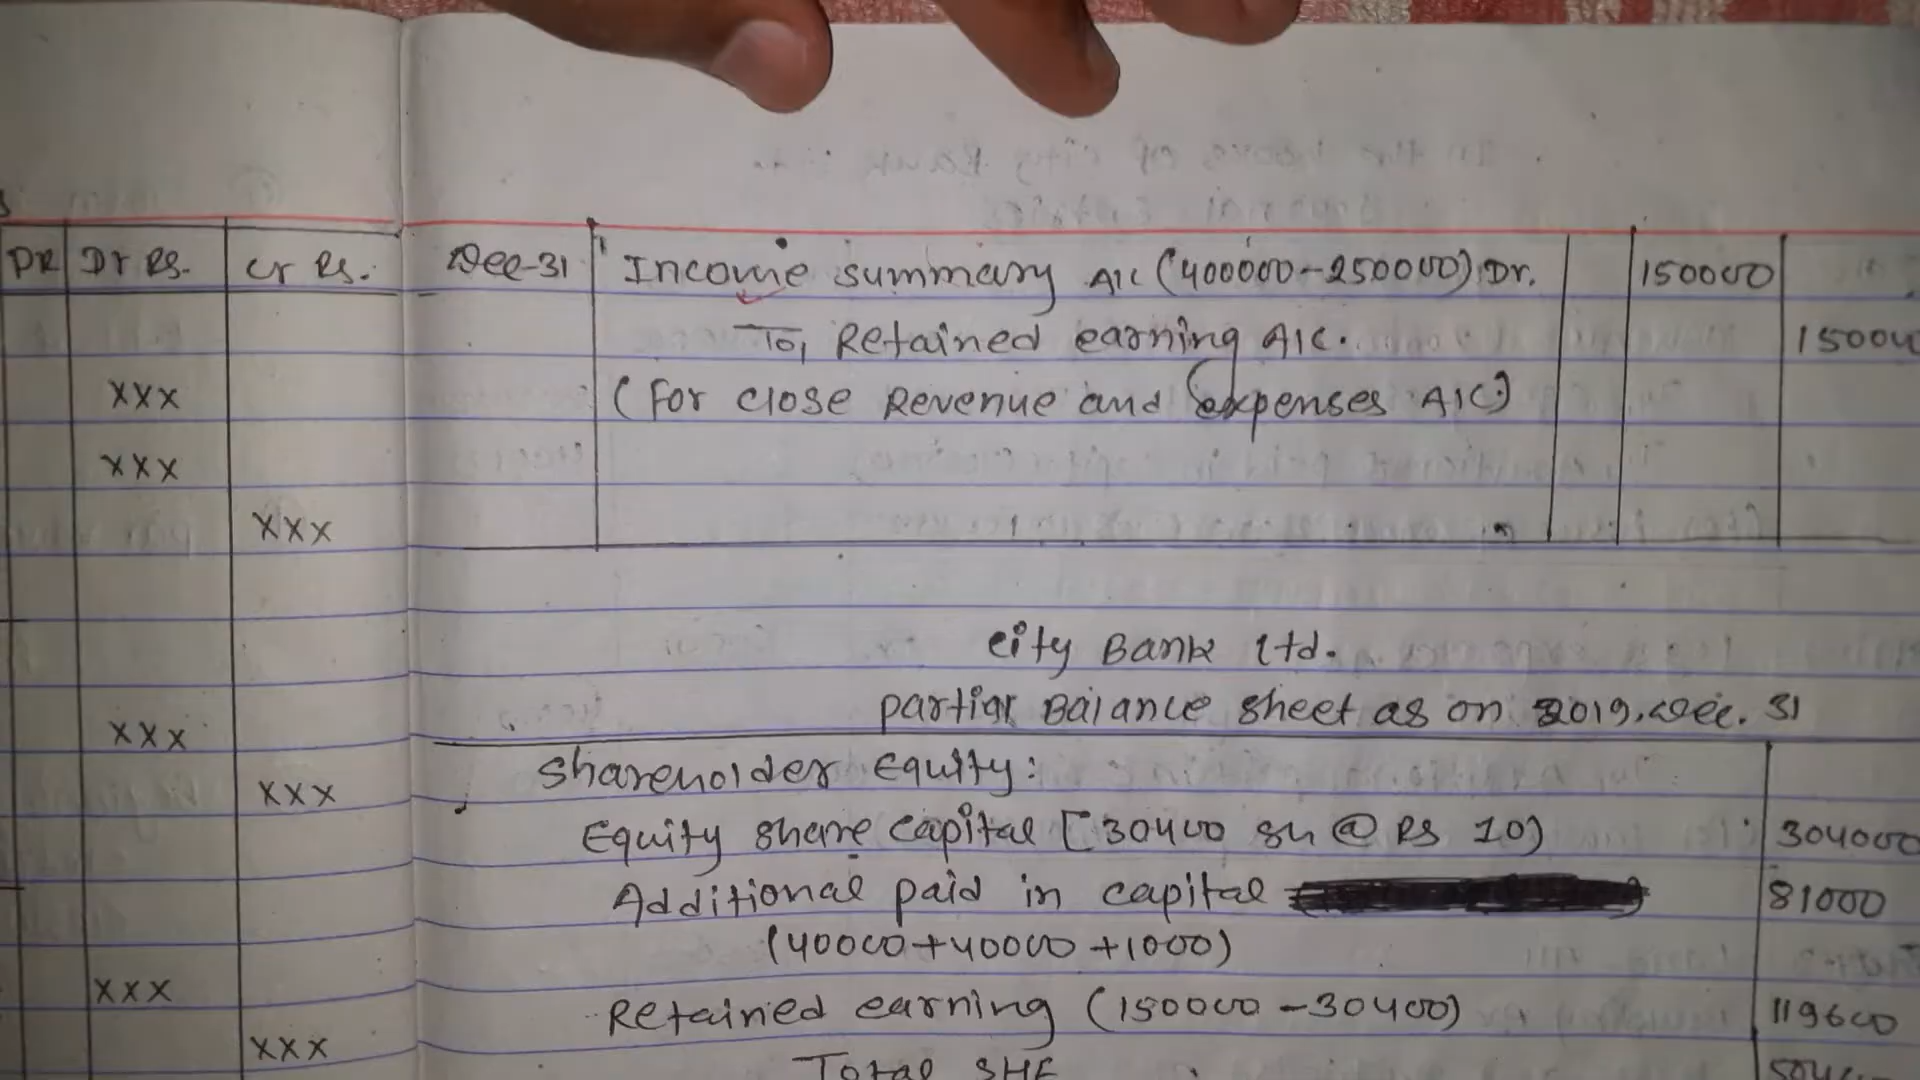 PR Dr RS. cr Rs.
xxx
xxx
xxx
xxx
xxx
xxx
xxx
Dec-31 Income summary A/C (400000-250000) Dr. 150000
To, Retained earning A/C. 15000
(For close Revenue and expenses A/C)
city Bank ltd.
partial Balance sheet as on 2019, Dec. 31
Shareholder Equity:
Equity share capital [30400 sh @ RS 10) 304000
Additional paid in capital 81000
(40000+40000+1000)
Retained earning (150000-30400) 119600
Total SHE